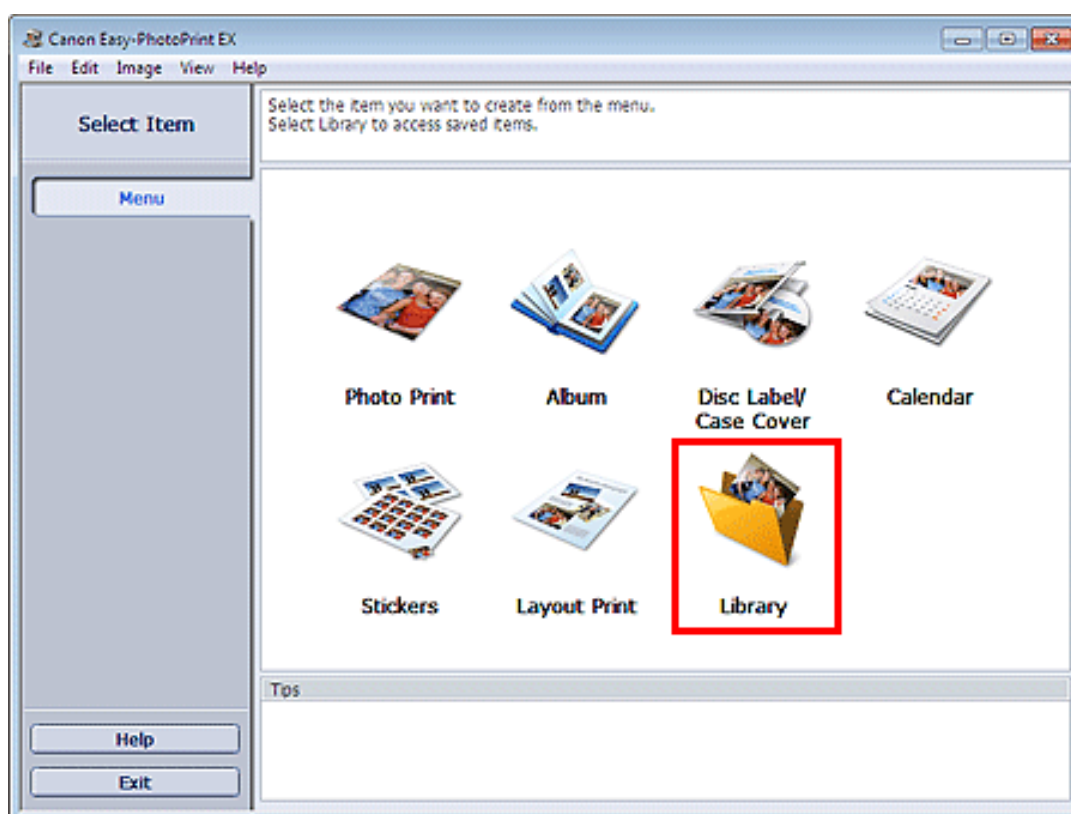 Canon Easy-PhotoPrint EX
File Edit Image View Help
Select Item
Select the item you want to create from the menu.
Select Library to access saved items.
Menu
Photo Print
Album
Disc Label/
Case Cover
Calendar
Stickers
Layout Print
Library
Tips
Help
Exit